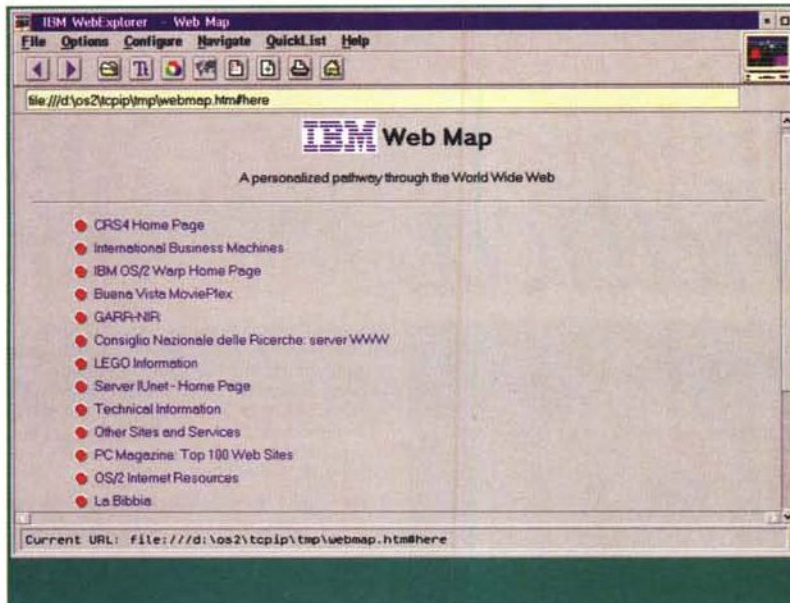 IBM WebExplorer - Web Map
File Options Configure Navigate QuickList Help
file:///d:\os2\tcpip\tmp\webmap.htm#here
IBM Web Map
A personalized pathway through the World Wide Web
CRS4 Home Page
International Business Machines
IBM OS/2 Warp Home Page
Buena Vista MoviePlex
GARR-NIR
Consiglio Nazionale delle Ricerche: server WWW
LEGO Information
Server IUnet - Home Page
Technical Information
Other Sites and Services
PC Magazine: Top 100 Web Sites
OS/2 Internet Resources
La Bibbia
Current URL: file:///d:\os2\tcpip\tmp\webmap.htm#here